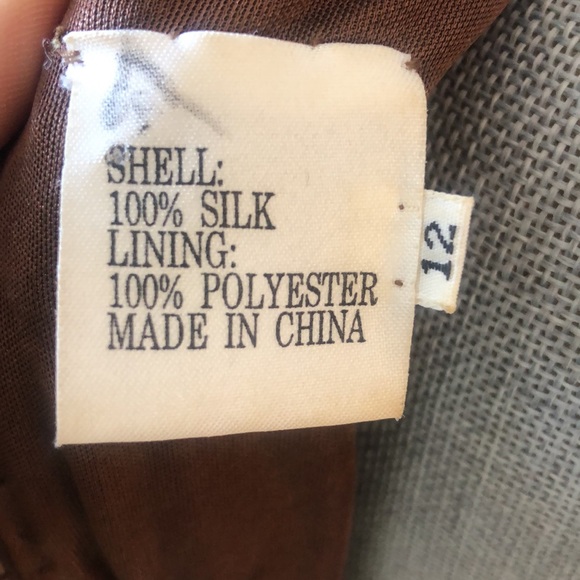 SHELL:
100% SILK
LINING:
100% POLYESTER
MADE IN CHINA
12